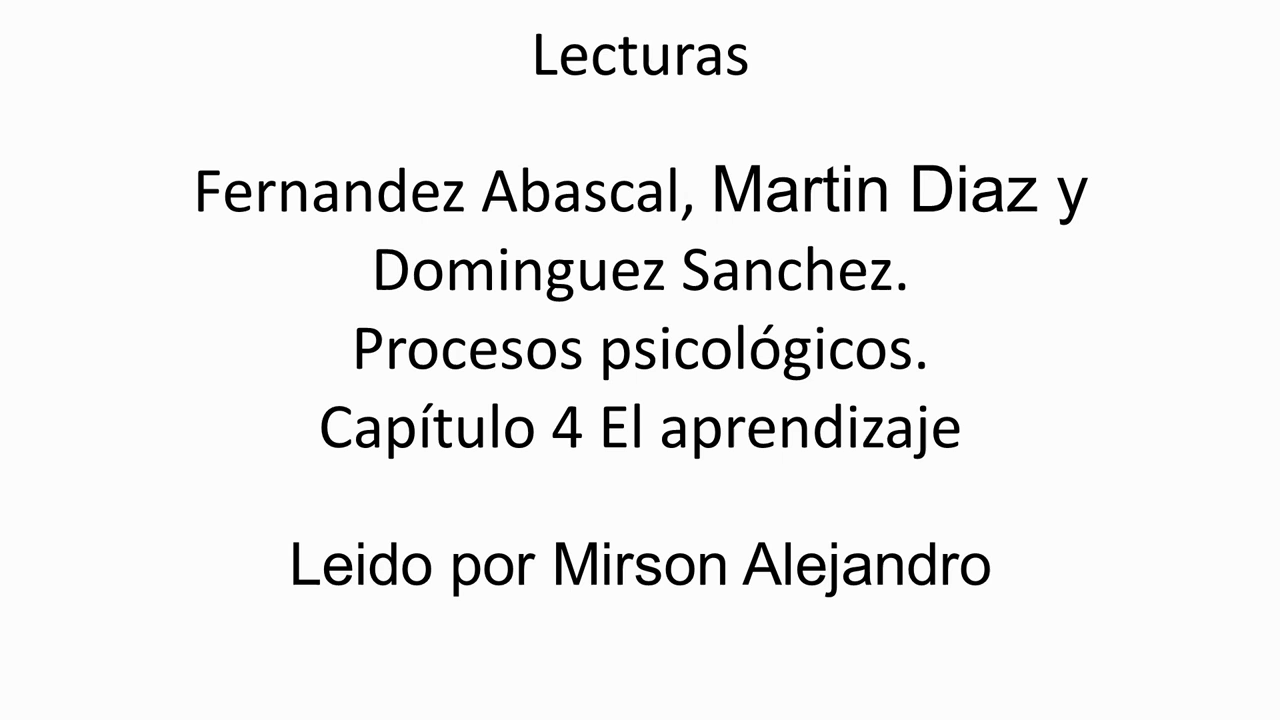 Lecturas
Fernandez Abascal, Martin Diaz y
Dominguez Sanchez.
Procesos psicológicos.
Capítulo 4 El aprendizaje
Leido por Mirson Alejandro